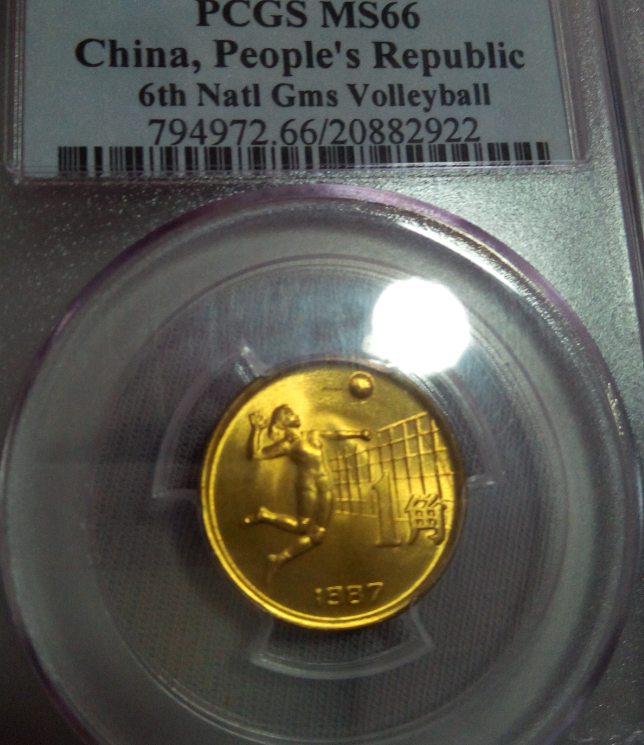 PCGS MS66
China, People's Republic
6th Natl Gms Volleyball
794972.66/20882922
1角
1987